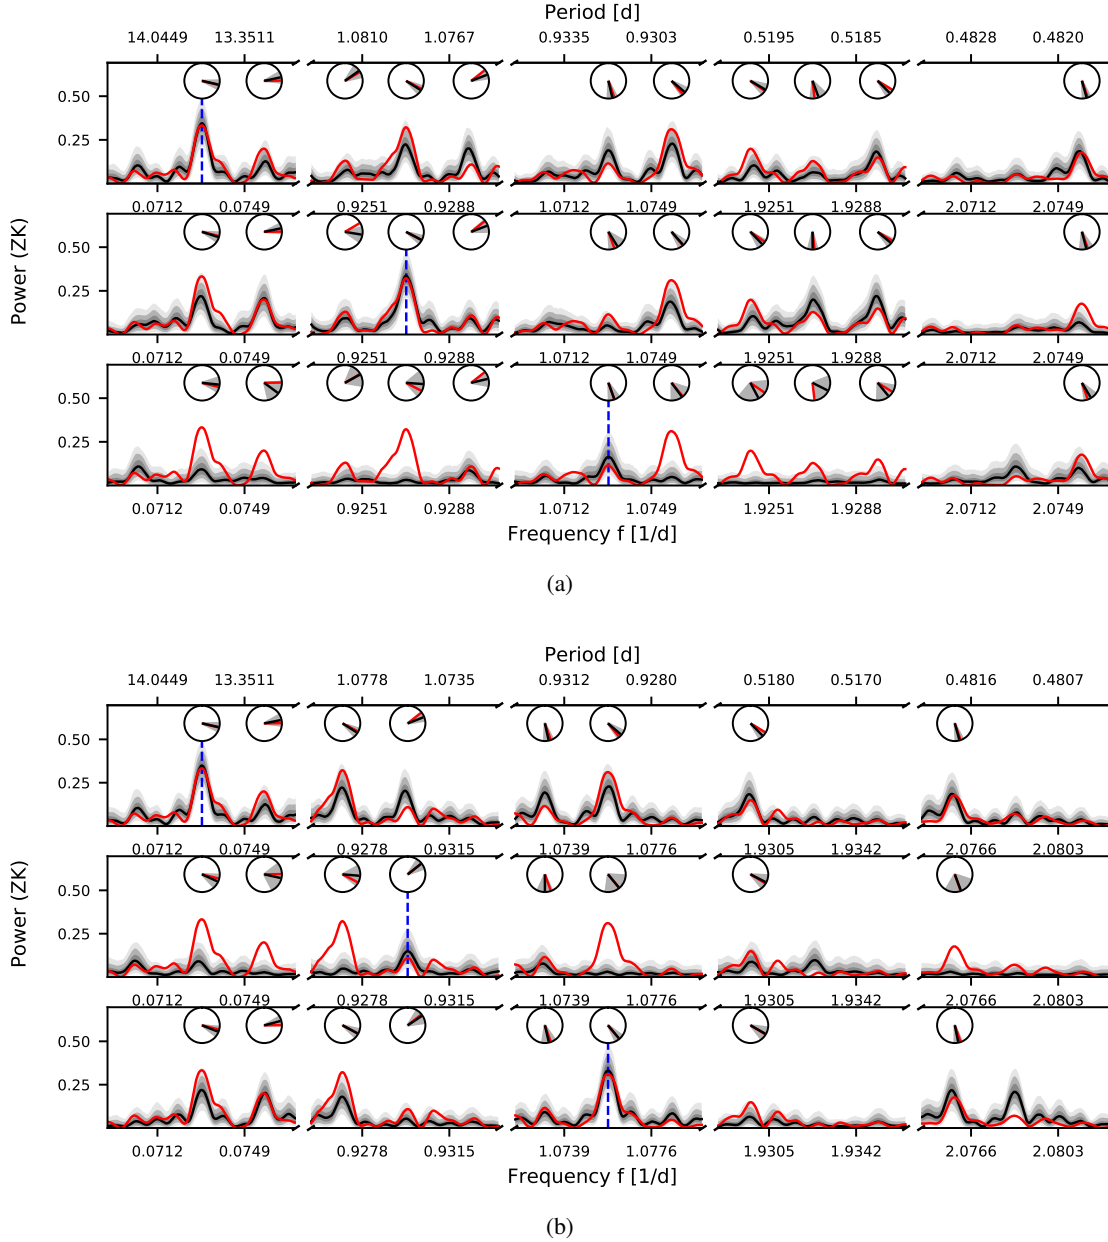 Period [d]
14.0449 13.3511 1.0810 1.0767 0.9335 0.9303 0.5195 0.5185 0.4828 0.4820
0.50
0.25
0.0712 0.0749 0.9251 0.9288 1.0712 1.0749 1.9251 1.9288 2.0712 2.0749
0.50
0.25
0.0712 0.0749 0.9251 0.9288 1.0712 1.0749 1.9251 1.9288 2.0712 2.0749
0.50
0.25
0.0712 0.0749 0.9251 0.9288 1.0712 1.0749 1.9251 1.9288 2.0712 2.0749
Power (ZK)
Frequency f [1/d]
(a)
Period [d]
14.0449 13.3511 1.0778 1.0735 0.9312 0.9280 0.5180 0.5170 0.4816 0.4807
0.50
0.25
0.0712 0.0749 0.9278 0.9315 1.0739 1.0776 1.9305 1.9342 2.0766 2.0803
0.50
0.25
0.0712 0.0749 0.9278 0.9315 1.0739 1.0776 1.9305 1.9342 2.0766 2.0803
0.50
0.25
0.0712 0.0749 0.9278 0.9315 1.0739 1.0776 1.9305 1.9342 2.0766 2.0803
Power (ZK)
Frequency f [1/d]
(b)